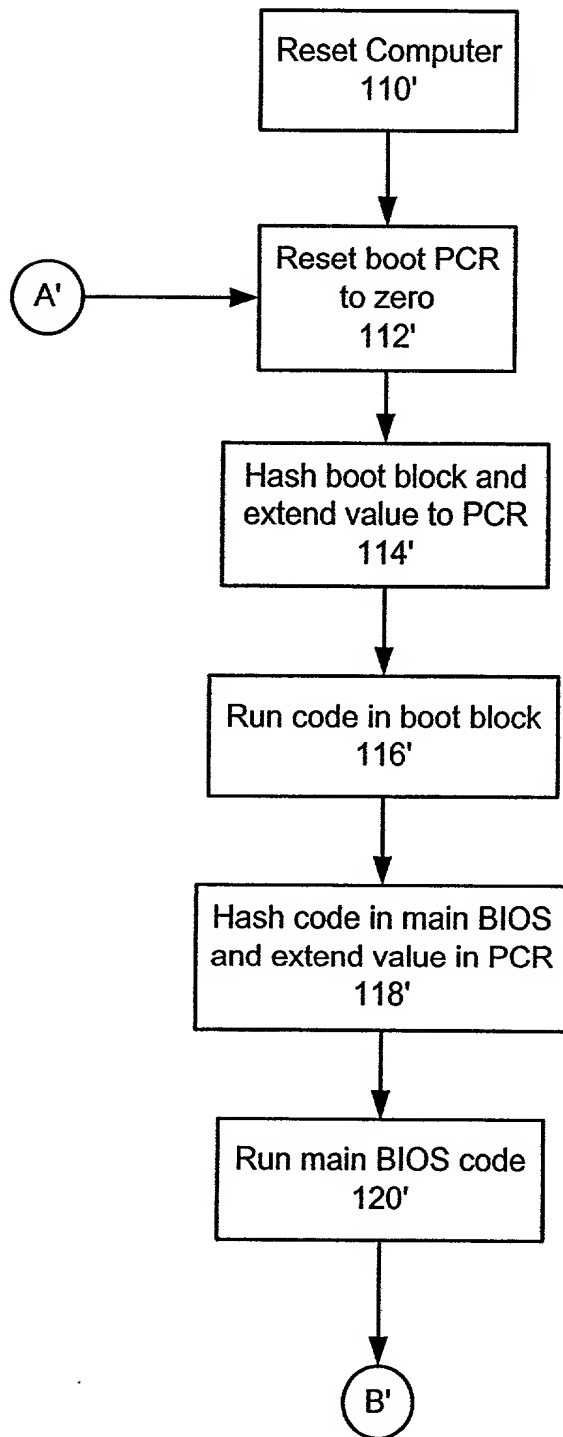 Reset Computer
110'
Reset boot PCR
to zero
112'
A'
Hash boot block and
extend value to PCR
114'
Run code in boot block
116'
Hash code in main BIOS
and extend value in PCR
118'
Run main BIOS code
120'
B'